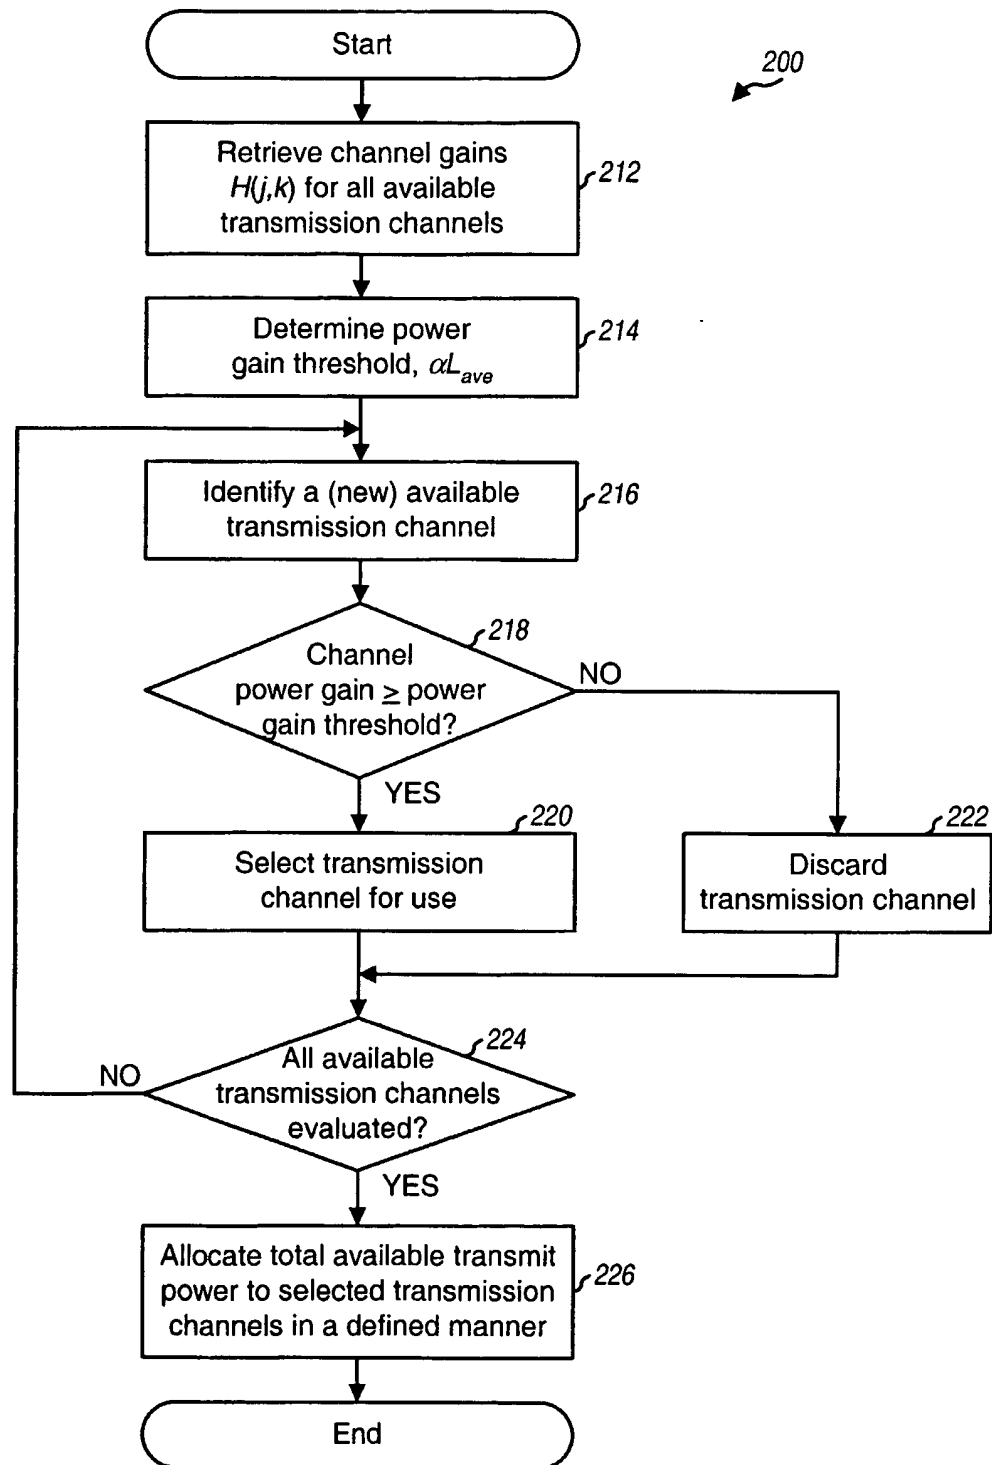 Start
200
Retrieve channel gains
H(j,k) for all available
transmission channels
212
Determine power
gain threshold, αL_ave
214
Identify a (new) available
transmission channel
216
218
Channel
power gain ≥ power
gain threshold?
NO
YES
220
Select transmission
channel for use
222
Discard
transmission channel
224
All available
transmission channels
evaluated?
NO
YES
Allocate total available transmit
power to selected transmission
channels in a defined manner
226
End